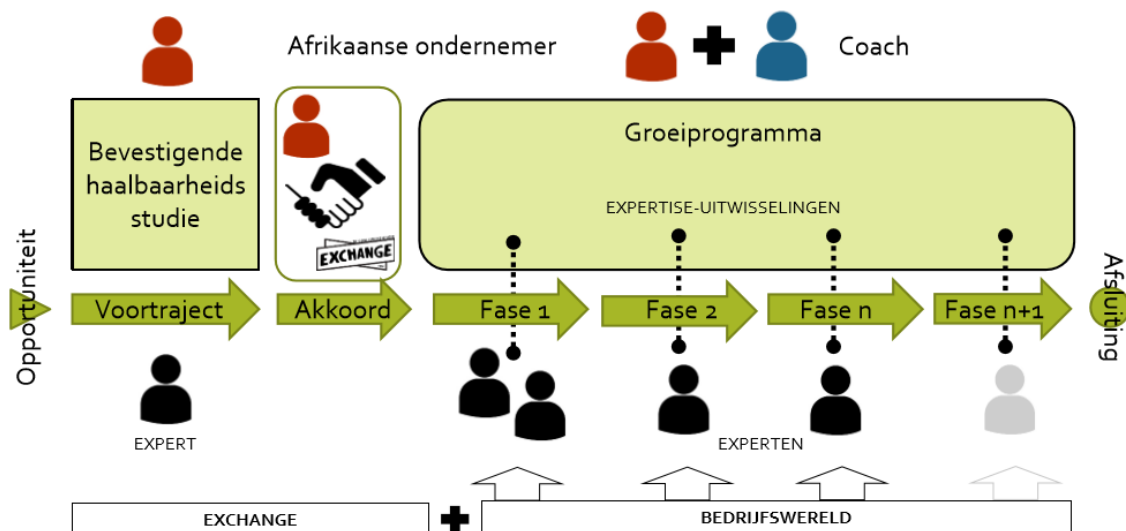 Afrikaanse ondernemer
Coach
Bevestigende
haalbaarheids
studie
EXCHANGE
Groeiprogramma
EXPERTISE-UITWISSELINGEN
Opportuniteit
Voortraject
Akkoord
Fase 1
Fase 2
Fase n
Fase n+1
Afsluiting
EXPERT
EXPERTEN
EXCHANGE
BEDRIJFSWERELD